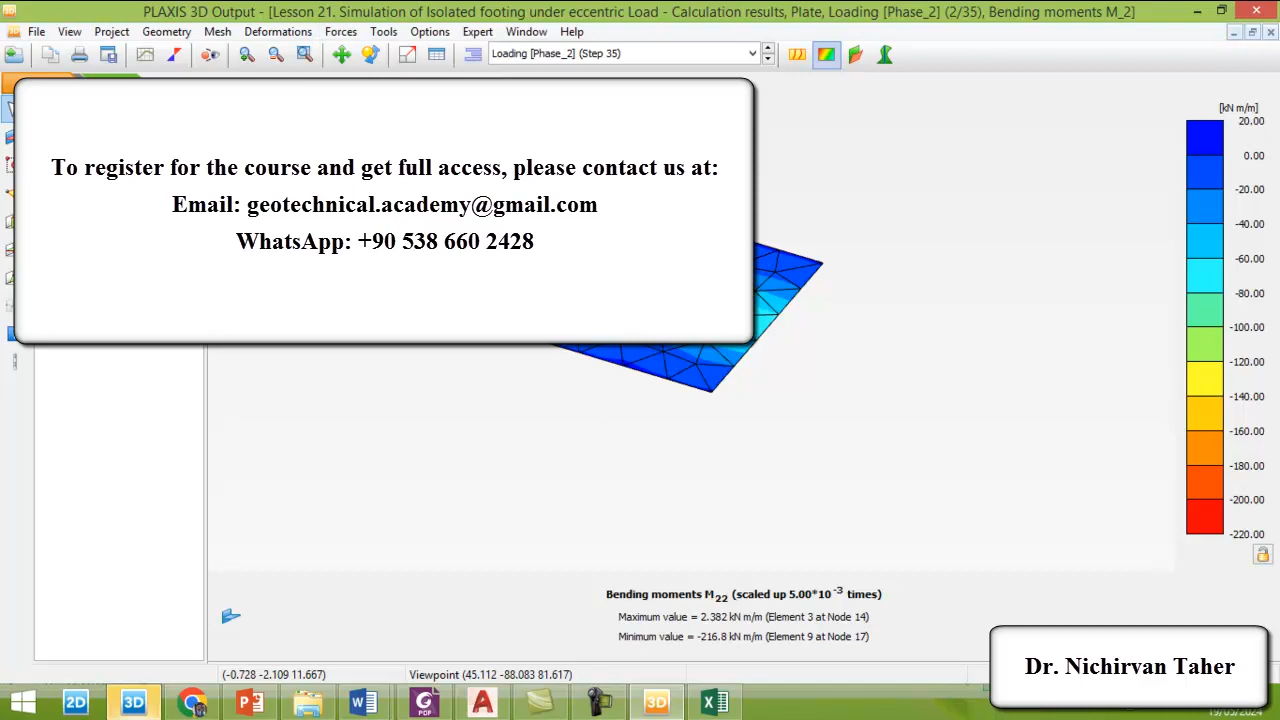 PLAXIS 3D Output - [Lesson 21. Simulation of Isolated footing under eccentric Load - Calculation results, Plate, Loading [Phase_2] (2/35), Bending moments M_2]
File View Project Geometry Mesh Deformations Forces Tools Options Expert Window Help
Loading [Phase_2] (Step 35)
To register for the course and get full access, please contact us at:
Email: geotechnical.academy@gmail.com
WhatsApp: +90 538 660 2428
[kN m/m]
20.00
0.00
-20.00
-40.00
-60.00
-80.00
-100.00
-120.00
-140.00
-160.00
-180.00
-200.00
-220.00
Bending moments M22 (scaled up 5.00*10-3 times)
Maximum value = 2.382 kN m/m (Element 3 at Node 14)
Minimum value = -216.8 kN m/m (Element 9 at Node 17)
Dr. Nichirvan Taher
(-0.728 -2.109 11.667) Viewpoint (45.112 -88.083 81.617)
2D 3D PDF 3D
19/05/2024